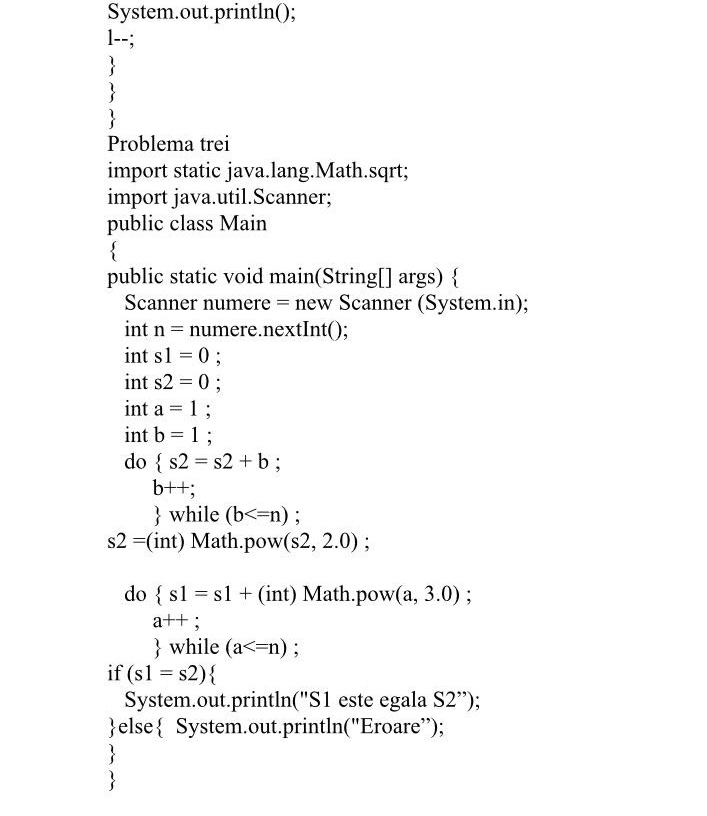 System.out.println();
l--;
}
}
}
Problema trei
import static java.lang.Math.sqrt;
import java.util.Scanner;
public class Main
{
public static void main(String[] args) {
Scanner numere = new Scanner (System.in);
int n = numere.nextInt();
int s1 = 0 ;
int s2 = 0 ;
int a = 1 ;
int b = 1 ;
do { s2 = s2 + b ;
b++;
} while (b<=n) ;
s2 =(int) Math.pow(s2, 2.0) ;
do { s1 = s1 + (int) Math.pow(a, 3.0) ;
a++ ;
} while (a<=n) ;
if (s1 = s2){
System.out.println("S1 este egala S2”);
}else{  System.out.println("Eroare”);
}
}